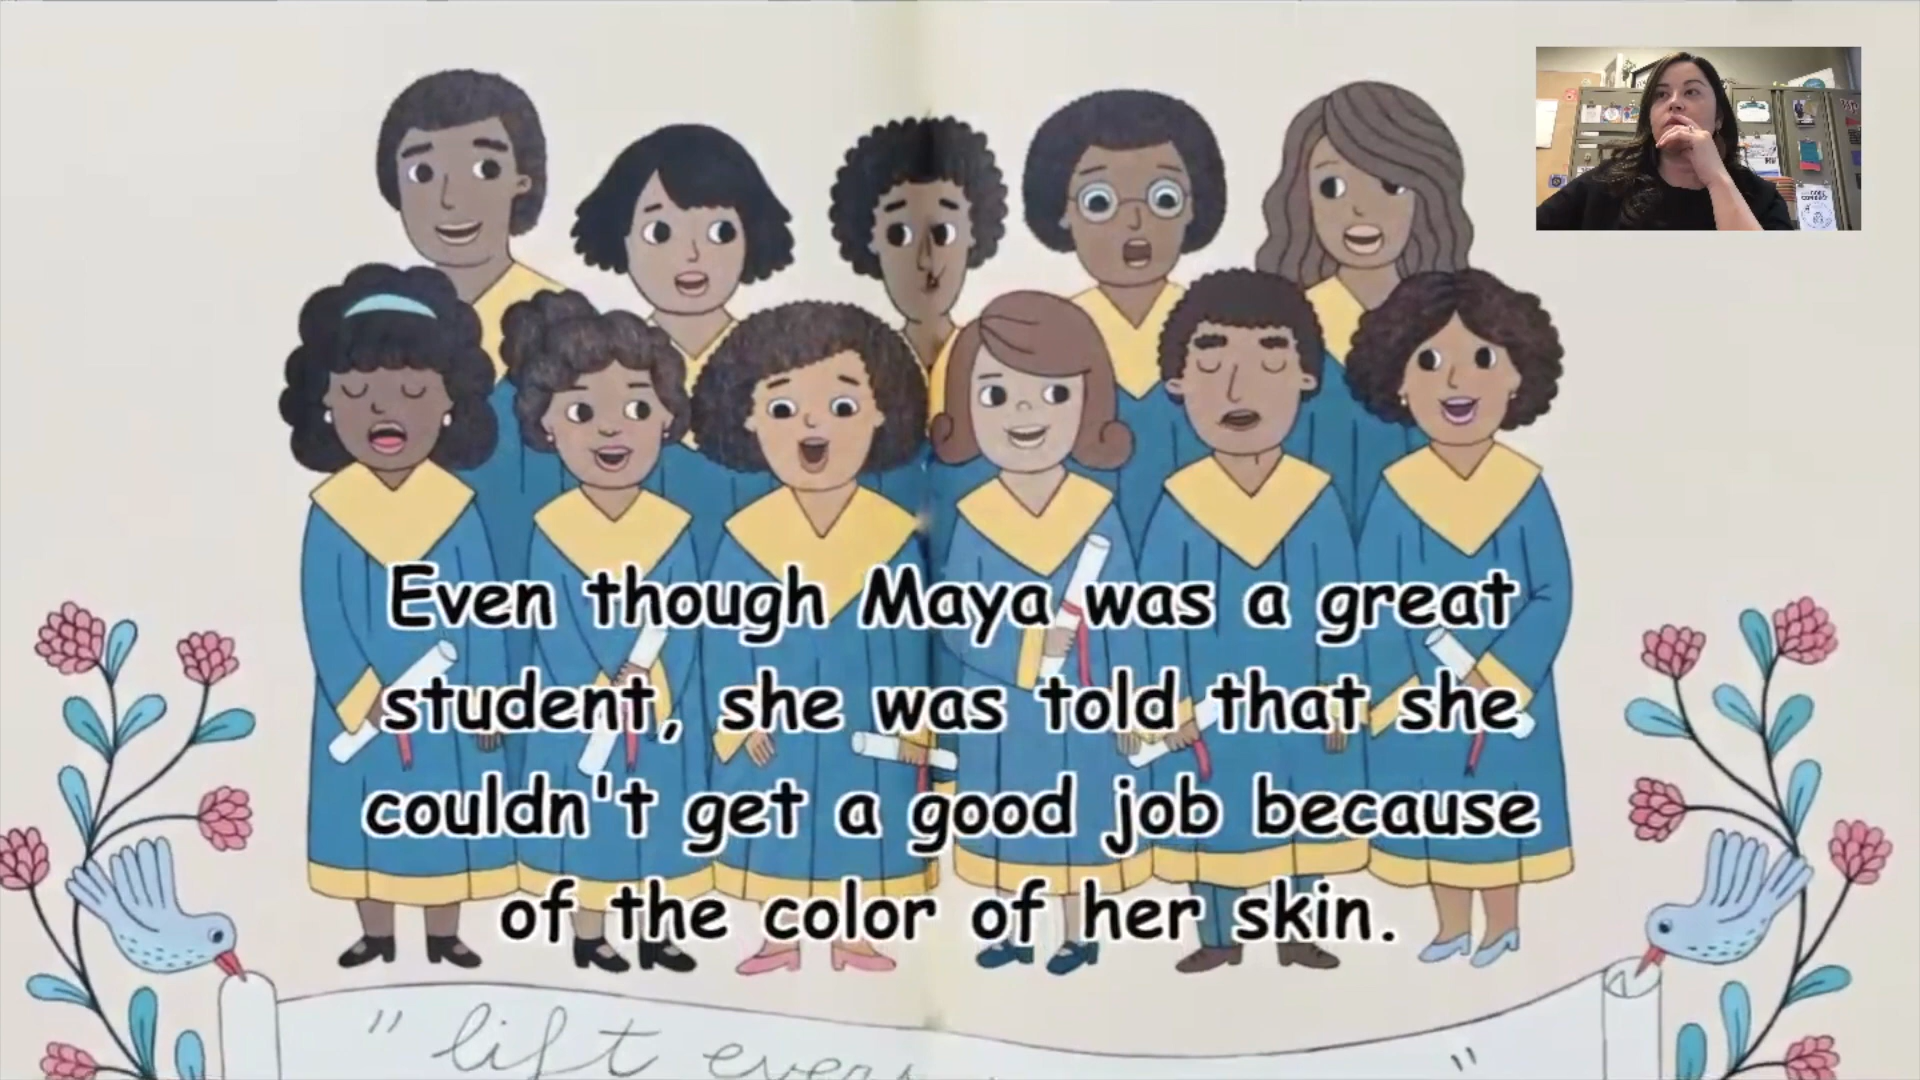 Even though Maya was a great
student, she was told that she
couldn't get a good job because
of the color of her skin.
"lift every "